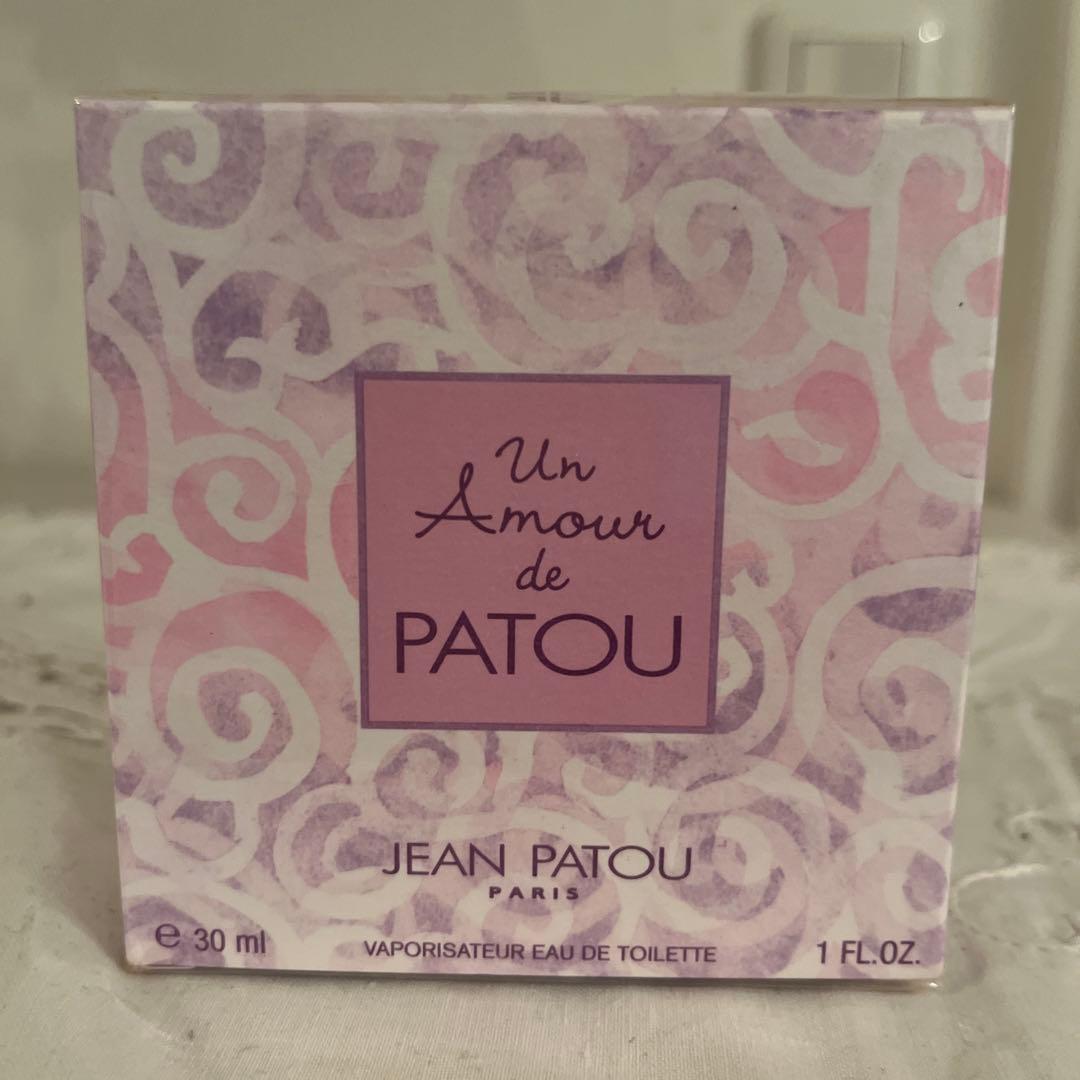 Un
Amour
de
PATOU
JEAN PATOU
PARIS
℮ 30 ml VAPORISATEUR EAU DE TOILETTE 1 FL.OZ.